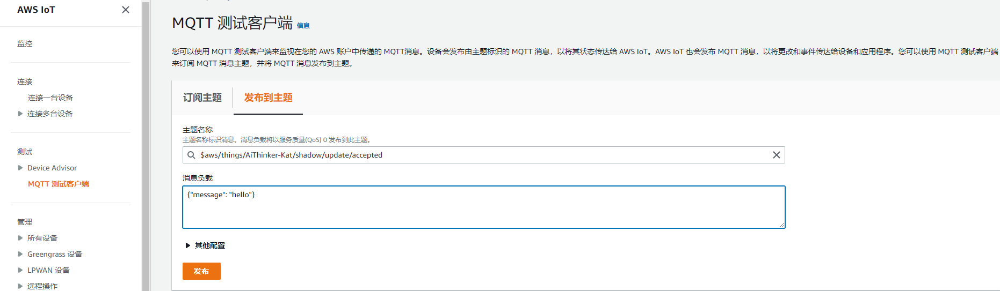 AWS IoT
监控
连接
连接一台设备
连接多台设备
测试
Device Advisor
MQTT 测试客户端
管理
所有设备
Greengrass 设备
LPWAN 设备
远程操作
MQTT 测试客户端 信息
您可以使用 MQTT 测试客户端来监视在您的 AWS 账户中传递的 MQTT消息。设备会发布由主题标识的 MQTT 消息，以将其状态传达给 AWS IoT。AWS IoT 也会发布 MQTT 消息，以将更改和事件传达给设备和应用程序。您可以使用 MQTT 测试客户端
来订阅 MQTT 消息主题，并将 MQTT 消息发布到主题。
订阅主题 发布到主题
主题名称
主题名称标识消息。消息负载将以服务质量(QoS) 0 发布到此主题。
$aws/things/AiThinker-Kat/shadow/update/accepted
消息负载
{"message": "hello"}
其他配置
发布